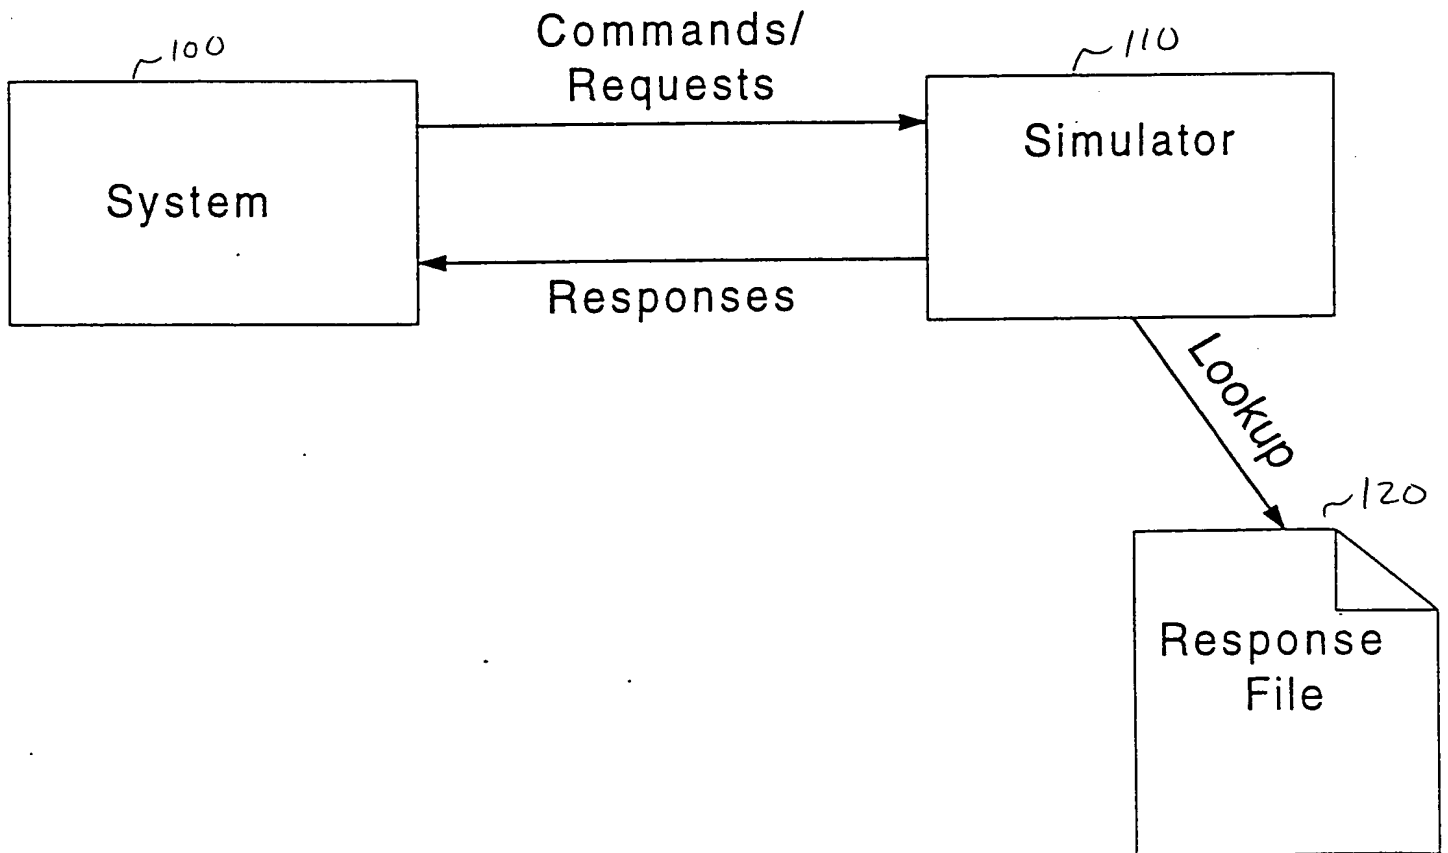 100
Commands/
Requests
110
System
Simulator
Responses
Lookup
120
Response
File